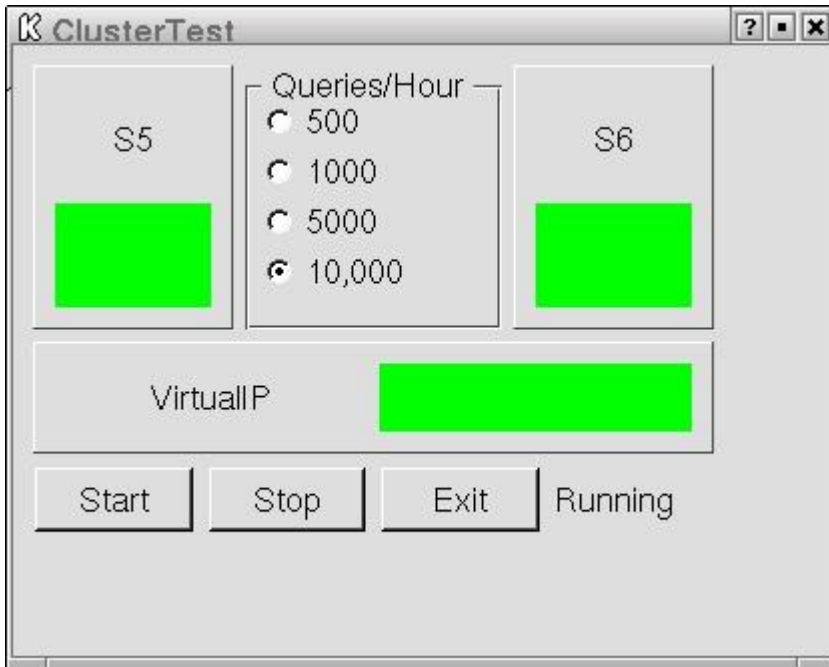 ClusterTest
S5
Queries/Hour
500
1000
5000
10,000
S6
VirtualIP
Start Stop Exit Running